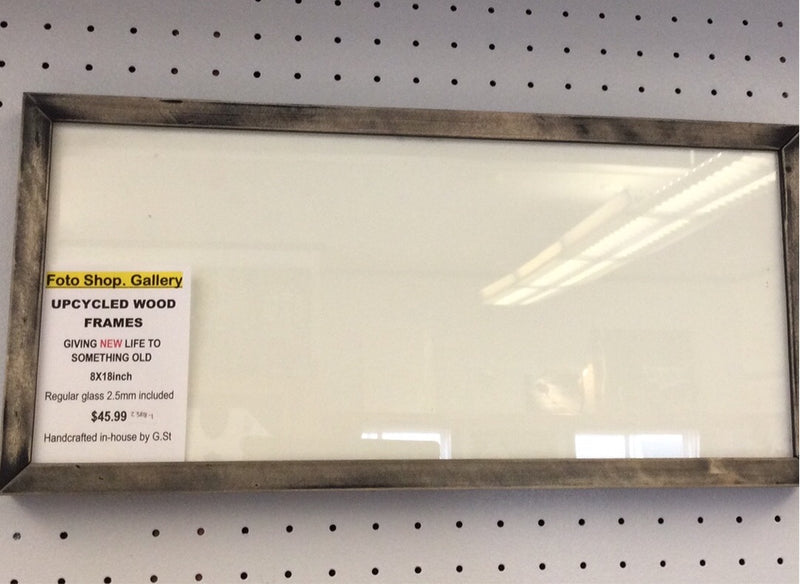 Foto Shop. Gallery
UPCYCLED WOOD
FRAMES
GIVING NEW LIFE TO
SOMETHING OLD
8X18inch
Regular glass 2.5mm included
$45.99
Handcrafted in-house by G.St